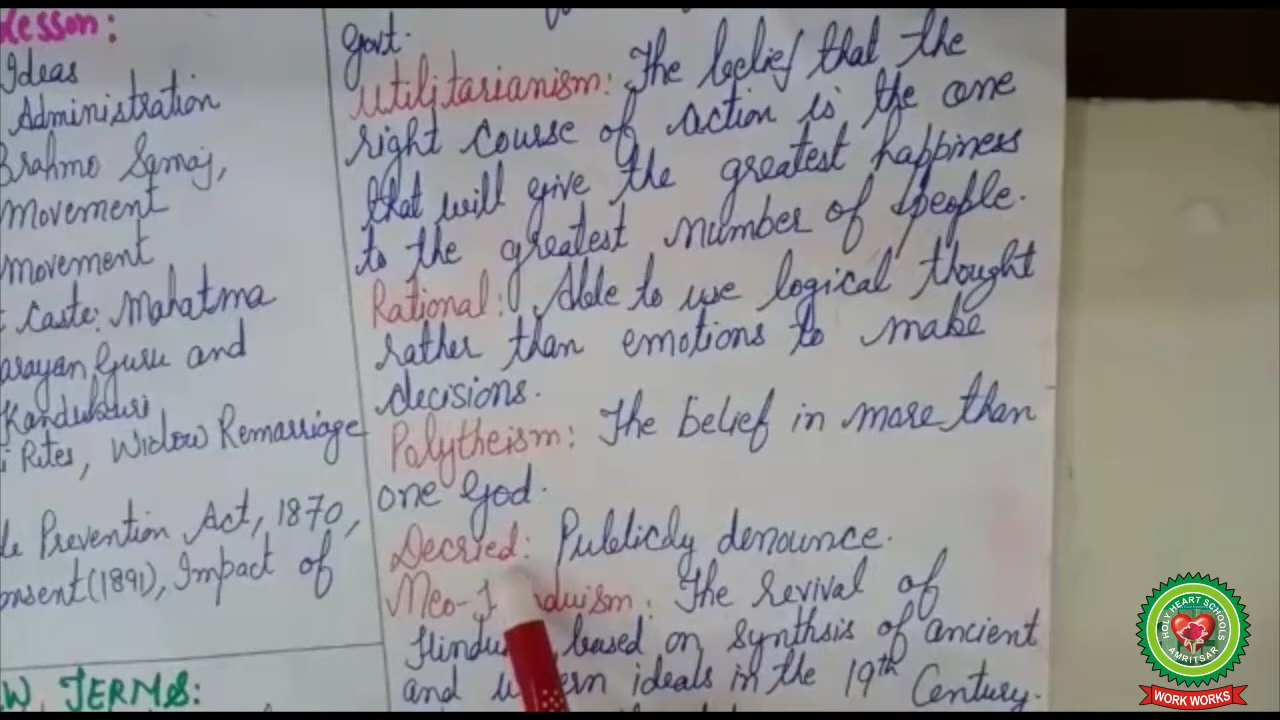 Lesson:
Ideas
Administration
Brahmo Samaj,
Movement
Movement
Caste: Mahatma
arayan Guru and
Kandukuri
Rites, Widow Remarriage
Prevention Act, 1870,
onsent (1891), Impact of
W TERMS:
Govt.
Utilitarianism: The belief that the
right course of action is the one
that will give the greatest happiness
to the greatest number of people.
Rational: Able to use logical thought
rather than emotions to make
decisions.
Polytheism: The belief in more than
one God.
Decried: Publicly denounce.
Neo- duism: The revival of
Hindu based on synthsis of ancient
and ern ideals in the 19th Century.
HOLY HEART SCHOOLS
AMRITSAR
WORK WORKS